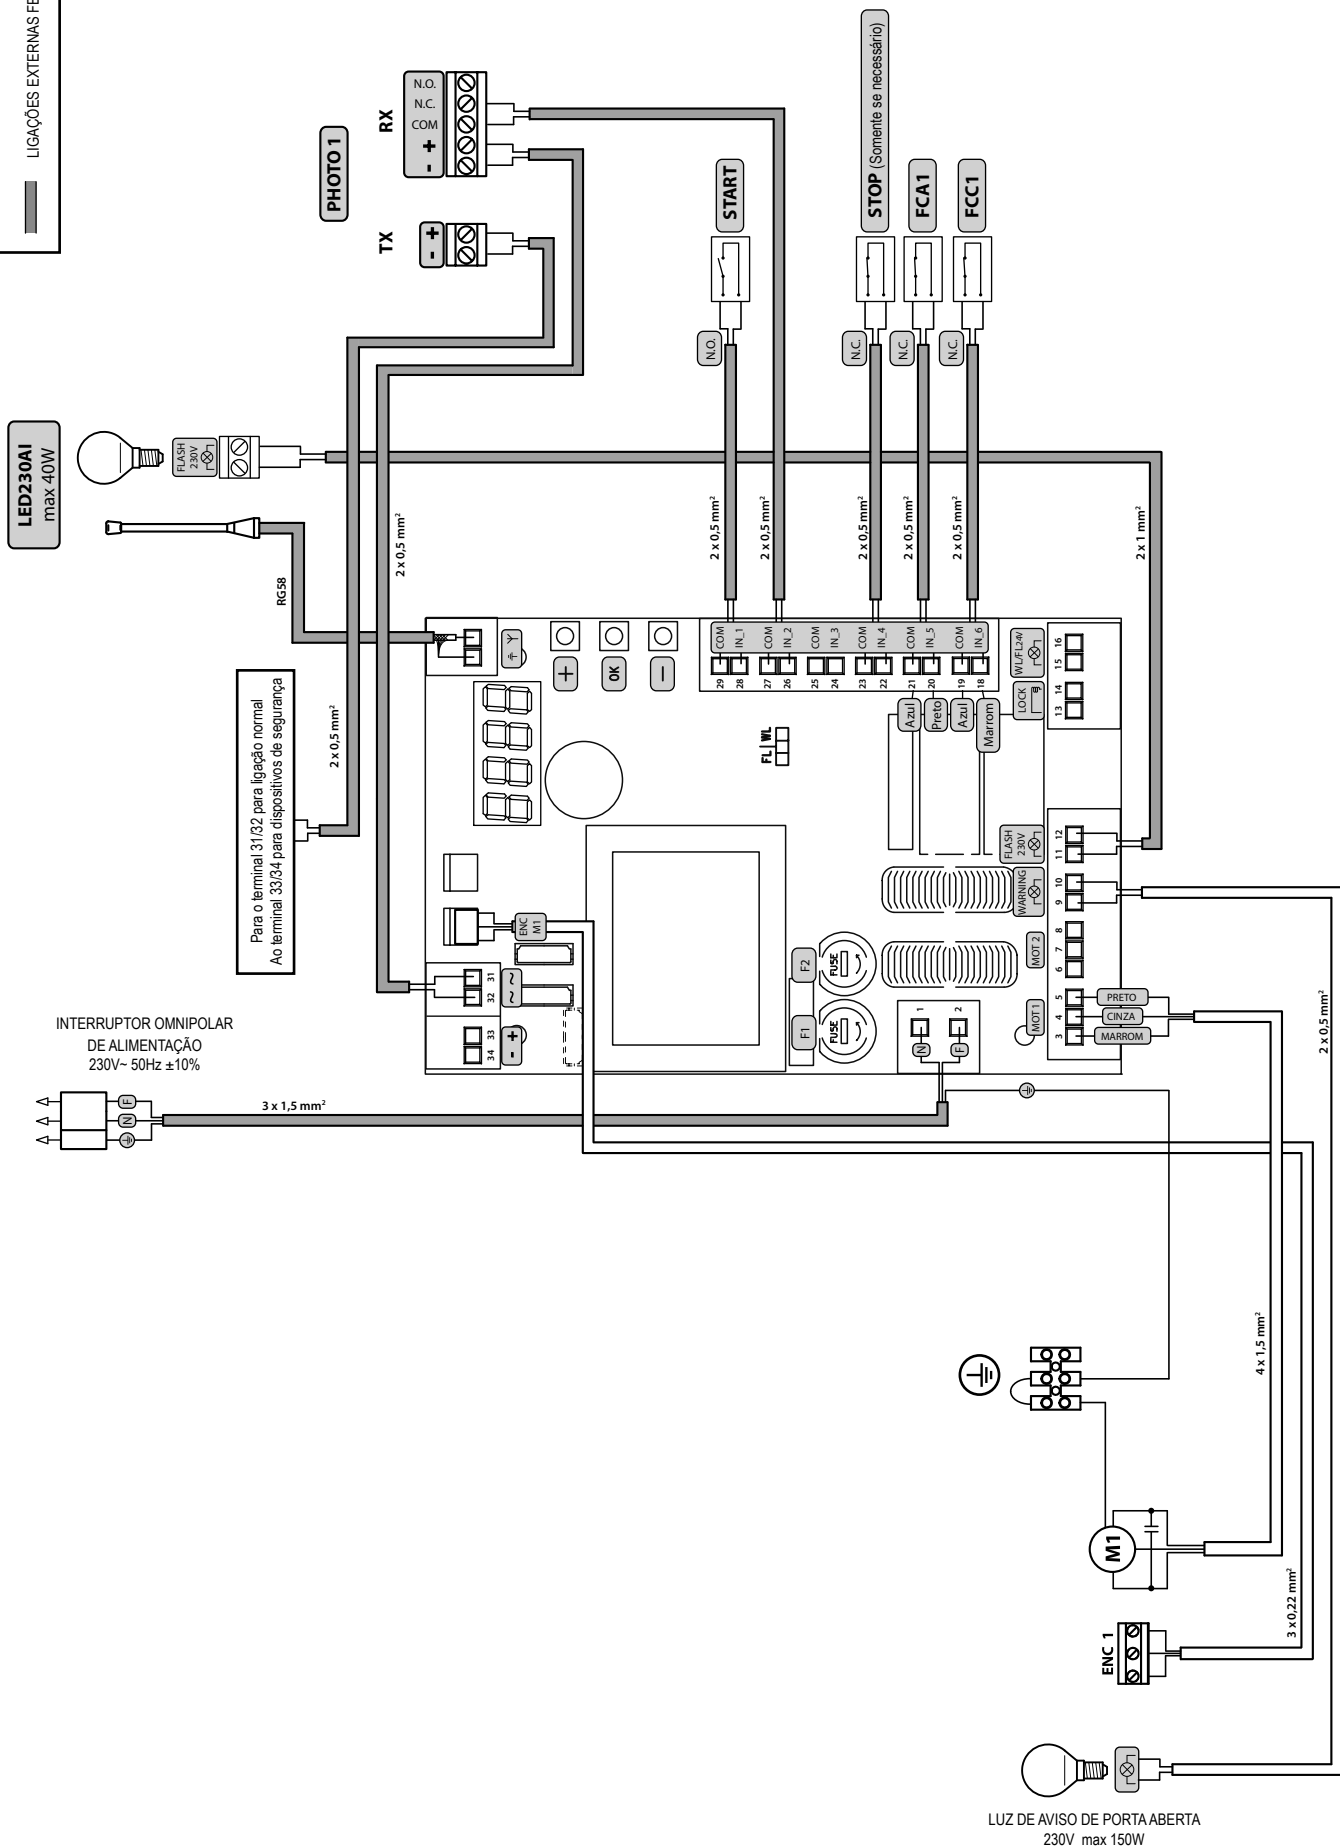 LIGAÇÕES EXTERNAS
LED230AI
max 40W
FLASH
230V
PHOTO 1
TX
- +
RX
N.O.
N.C.
COM
+
-
START
STOP (Somente se necessário)
FCA1
FCC1
N.O.
N.C.
N.C.
N.C.
RG58
2 x 0,5 mm²
2 x 0,5 mm²
2 x 0,5 mm²
2 x 0,5 mm²
2 x 0,5 mm²
2 x 0,5 mm²
2 x 0,5 mm²
2 x 1 mm²
Para o terminal 31/32 para ligação normal
Ao terminal 33/34 para dispositivos de segurança
INTERRUPTOR OMNIPOLAR
DE ALIMENTAÇÃO
230V~ 50Hz ±10%
F
N
3 x 1,5 mm²
+
OK
-
COM
IN_1
COM
IN_2
COM
IN_3
COM
IN_4
COM
IN_5
COM
IN_6
29
28
27
26
25
24
23
22
21
20
19
18
Azul
Preto
Azul
Marrom
FL WL
WL/FL24V
LOCK
16
15
14
13
FLASH
230V
WARNING
MOT 2
MOT 1
12
11
10
9
8
7
6
5
4
3
PRETO
CINZA
MARROM
ENC
M1
31
32
33
34
~ ~
- +
F2
F1
FUSE
FUSE
1
2
N
F
2 x 0,5 mm²
4 x 1,5 mm²
3 x 0,22 mm²
M1
ENC 1
LUZ DE AVISO DE PORTA ABERTA
230V max 150W